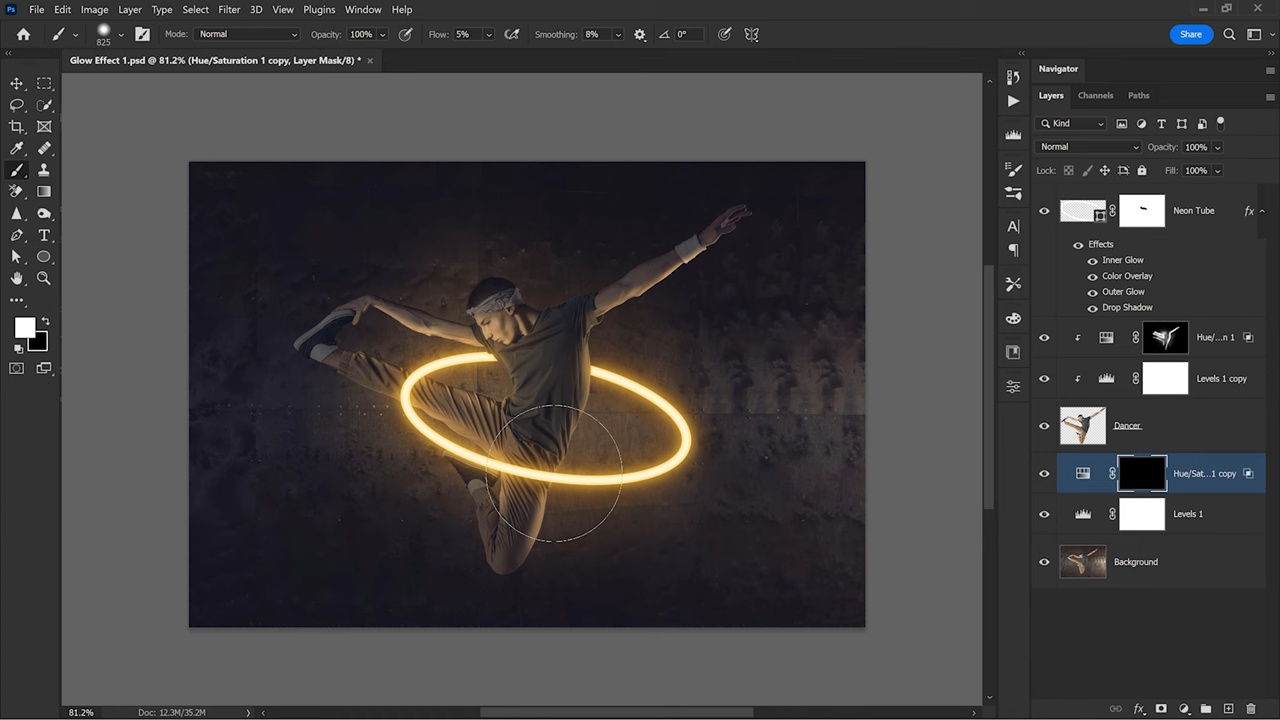 Ps File Edit Image Layer Type Select Filter 3D View Plugins Window Help
825 Mode: Normal Opacity: 100% Flow: 5% Smoothing: 8% 0° Share
Glow Effect 1.psd @ 81.2% (Hue/Saturation 1 copy, Layer Mask/8) *
Navigator
Layers Channels Paths
Kind
Normal Opacity: 100%
Lock: Fill: 100%
Neon Tube fx
Effects
Inner Glow
Color Overlay
Outer Glow
Drop Shadow
Hue/...n 1
Levels 1 copy
Dancer
Hue/Sat...1 copy
Levels 1
Background
81.2% Doc: 12.3M/35.2M